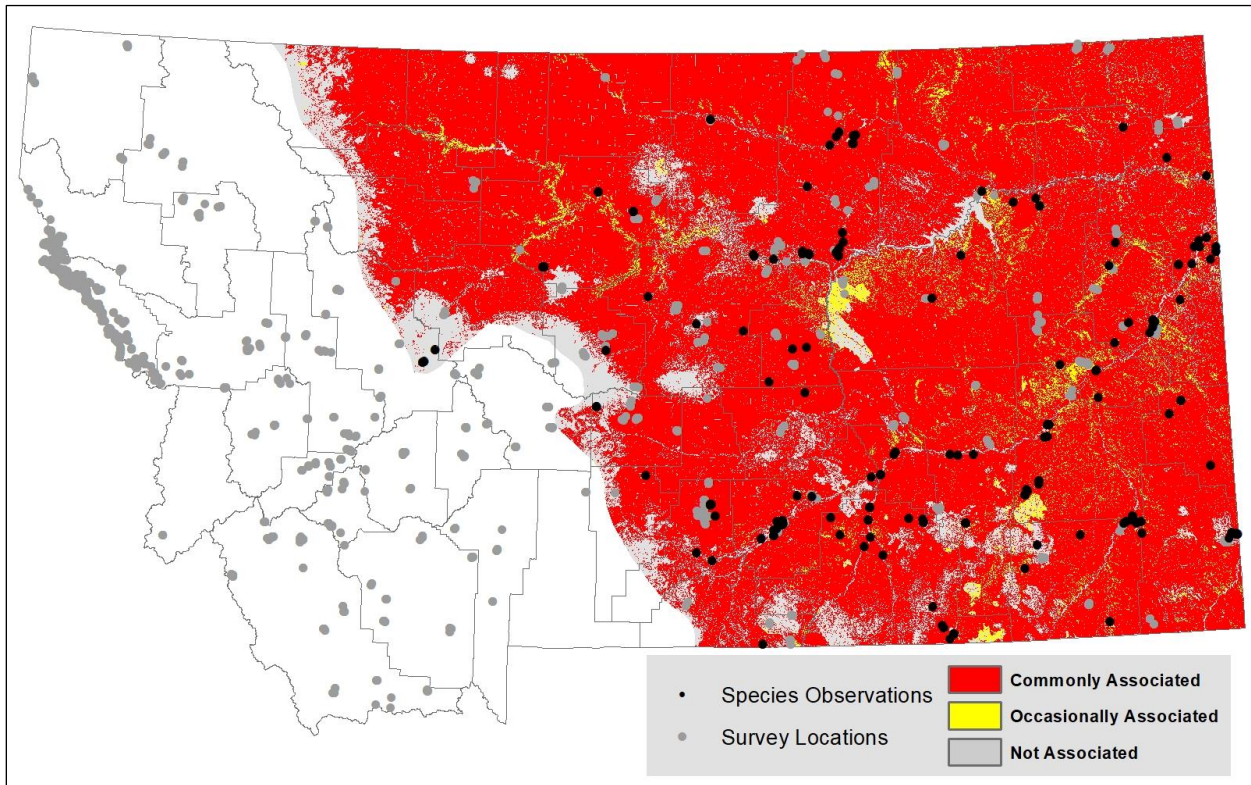 Species Observations
Survey Locations
Commonly Associated
Occasionally Associated
Not Associated